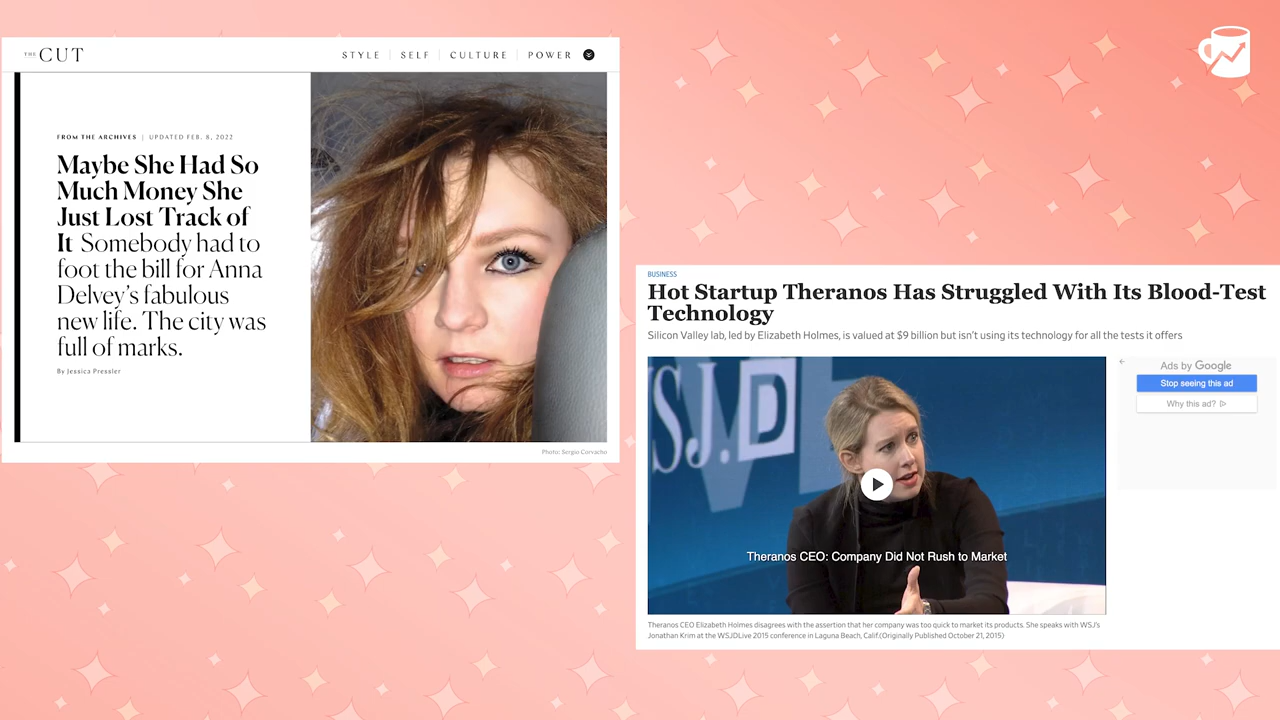 THE CUT
STYLE | SELF | CULTURE | POWER
FROM THE ARCHIVES | UPDATED FEB. 8, 2022
Maybe She Had So
Much Money She
Just Lost Track of
It Somebody had to
foot the bill for Anna
Delvey’s fabulous
new life. The city was
full of marks.
By Jessica Pressler
Photo: Sergio Corvacho
BUSINESS
Hot Startup Theranos Has Struggled With Its Blood-Test
Technology
Silicon Valley lab, led by Elizabeth Holmes, is valued at $9 billion but isn’t using its technology for all the tests it offers
WSJ.D
Theranos CEO: Company Did Not Rush to Market
Ads by Google
Stop seeing this ad
Why this ad?
Theranos CEO Elizabeth Holmes disagrees with the assertion that her company was too quick to market its products. She speaks with WSJ's
Jonathan Krim at the WSJDLive 2015 conference in Laguna Beach, Calif.(Originally Published October 21, 2015)